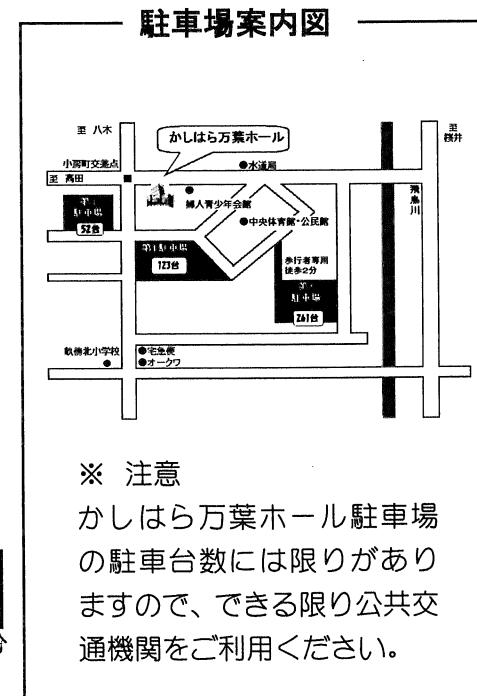 駐車場案内図
至 八木
かしはら万葉ホール
至
桜井
小房町交差点
●水道局
至 高田
飛鳥川
駐車場
52台
婦人青少年会館
●中央体育館・公民館
第1駐車場
123台
歩行者専用
徒歩2分
駐車場
261台
畝傍北小学校
●宅急便
●オークワ
※ 注意
かしはら万葉ホール駐車場
の駐車台数には限りがあり
ますので、できる限り公共交
通機関をご利用ください。